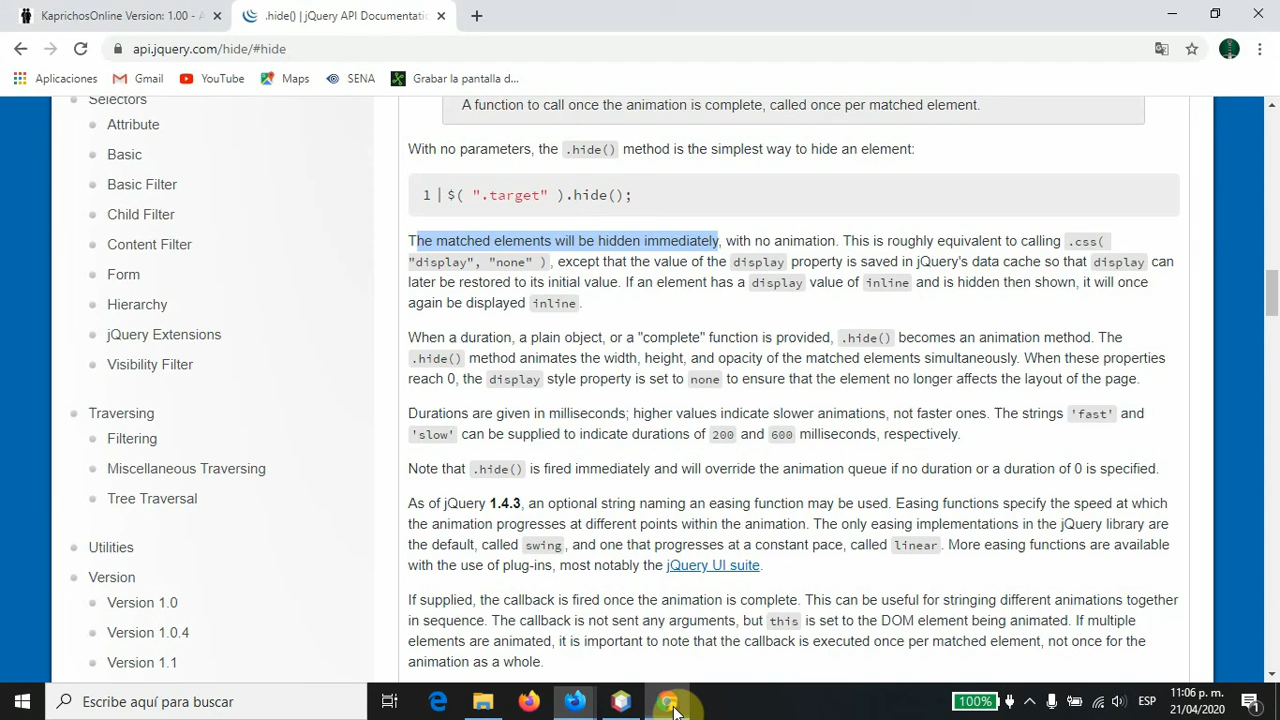 KaprichosOnline Version: 1.00 - A
.hide() | jQuery API Documentatio
api.jquery.com/hide/#hide
Aplicaciones
Gmail
YouTube
Maps
SENA
Grabar la pantalla d...
Selectors
Attribute
Basic
Basic Filter
Child Filter
Content Filter
Form
Hierarchy
jQuery Extensions
Visibility Filter
Traversing
Filtering
Miscellaneous Traversing
Tree Traversal
Utilities
Version
Version 1.0
Version 1.0.4
Version 1.1
A function to call once the animation is complete, called once per matched element.
With no parameters, the .hide() method is the simplest way to hide an element:
1 $( ".target" ).hide();
The matched elements will be hidden immediately, with no animation. This is roughly equivalent to calling .css(
"display", "none" ), except that the value of the display property is saved in jQuery's data cache so that display can
later be restored to its initial value. If an element has a display value of inline and is hidden then shown, it will once
again be displayed inline.
When a duration, a plain object, or a "complete" function is provided, .hide() becomes an animation method. The
.hide() method animates the width, height, and opacity of the matched elements simultaneously. When these properties
reach 0, the display style property is set to none to ensure that the element no longer affects the layout of the page.
Durations are given in milliseconds; higher values indicate slower animations, not faster ones. The strings 'fast' and
'slow' can be supplied to indicate durations of 200 and 600 milliseconds, respectively.
Note that .hide() is fired immediately and will override the animation queue if no duration or a duration of 0 is specified.
As of jQuery 1.4.3, an optional string naming an easing function may be used. Easing functions specify the speed at which
the animation progresses at different points within the animation. The only easing implementations in the jQuery library are
the default, called swing, and one that progresses at a constant pace, called linear. More easing functions are available
with the use of plug-ins, most notably the jQuery UI suite.
If supplied, the callback is fired once the animation is complete. This can be useful for stringing different animations together
in sequence. The callback is not sent any arguments, but this is set to the DOM element being animated. If multiple
elements are animated, it is important to note that the callback is executed once per matched element, not once for the
animation as a whole.
Escribe aquí para buscar
100%
ESP
11:06 p. m.
21/04/2020
1